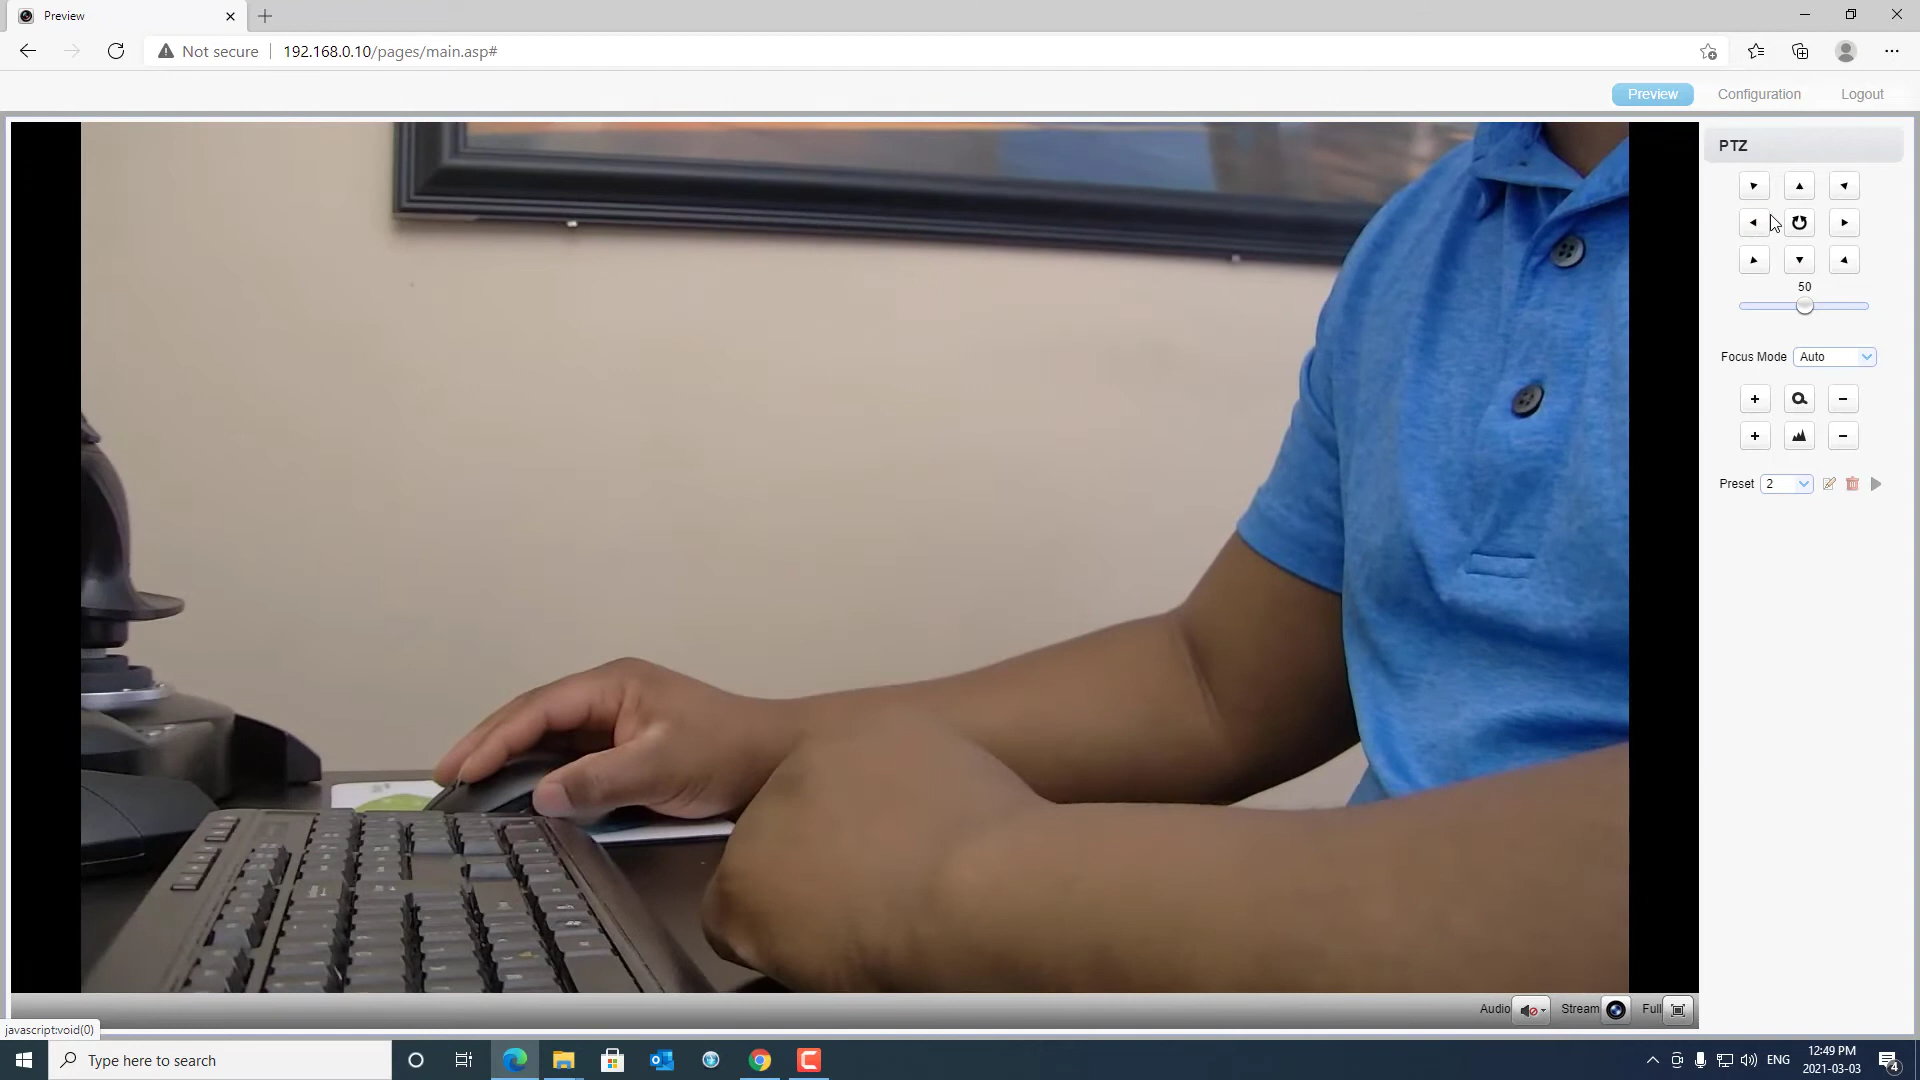 Preview
Not secure
192.168.0.10/pages/main.asp#
Preview Configuration Logout
PTZ
50
Focus Mode Auto
Preset 2
Audio Stream Full
javascript:void(0)
Type here to search
ENG
12:49 PM
2021-03-03
4